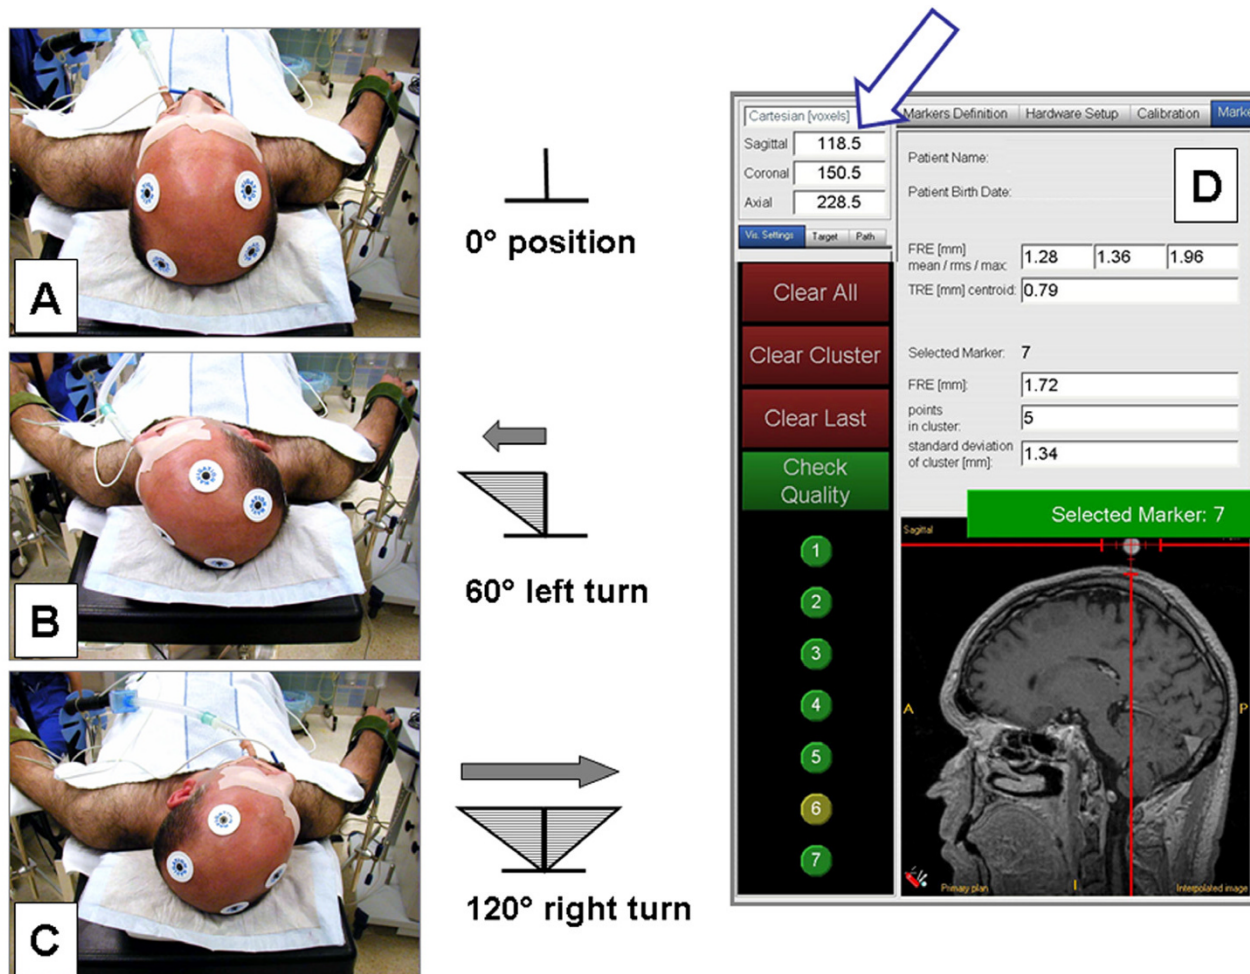 A
0° position
B
60° left turn
C
120° right turn
Cartesian [voxels]
Sagittal 118.5
Coronal 150.5
Axial 228.5
Vis. Settings Target Path
Clear All
Clear Cluster
Clear Last
Check
Quality
1
2
3
4
5
6
7
Markers Definition Hardware Setup Calibration Marke
D
Patient Name:
Patient Birth Date:
FRE [mm]
mean / rms / max: 1.28 1.36 1.96
TRE [mm] centroid: 0.79
Selected Marker: 7
FRE [mm]: 1.72
points
in cluster: 5
standard deviation
of cluster [mm]: 1.34
Selected Marker: 7
Sagittal
A P
Primary plan I Interpolated image